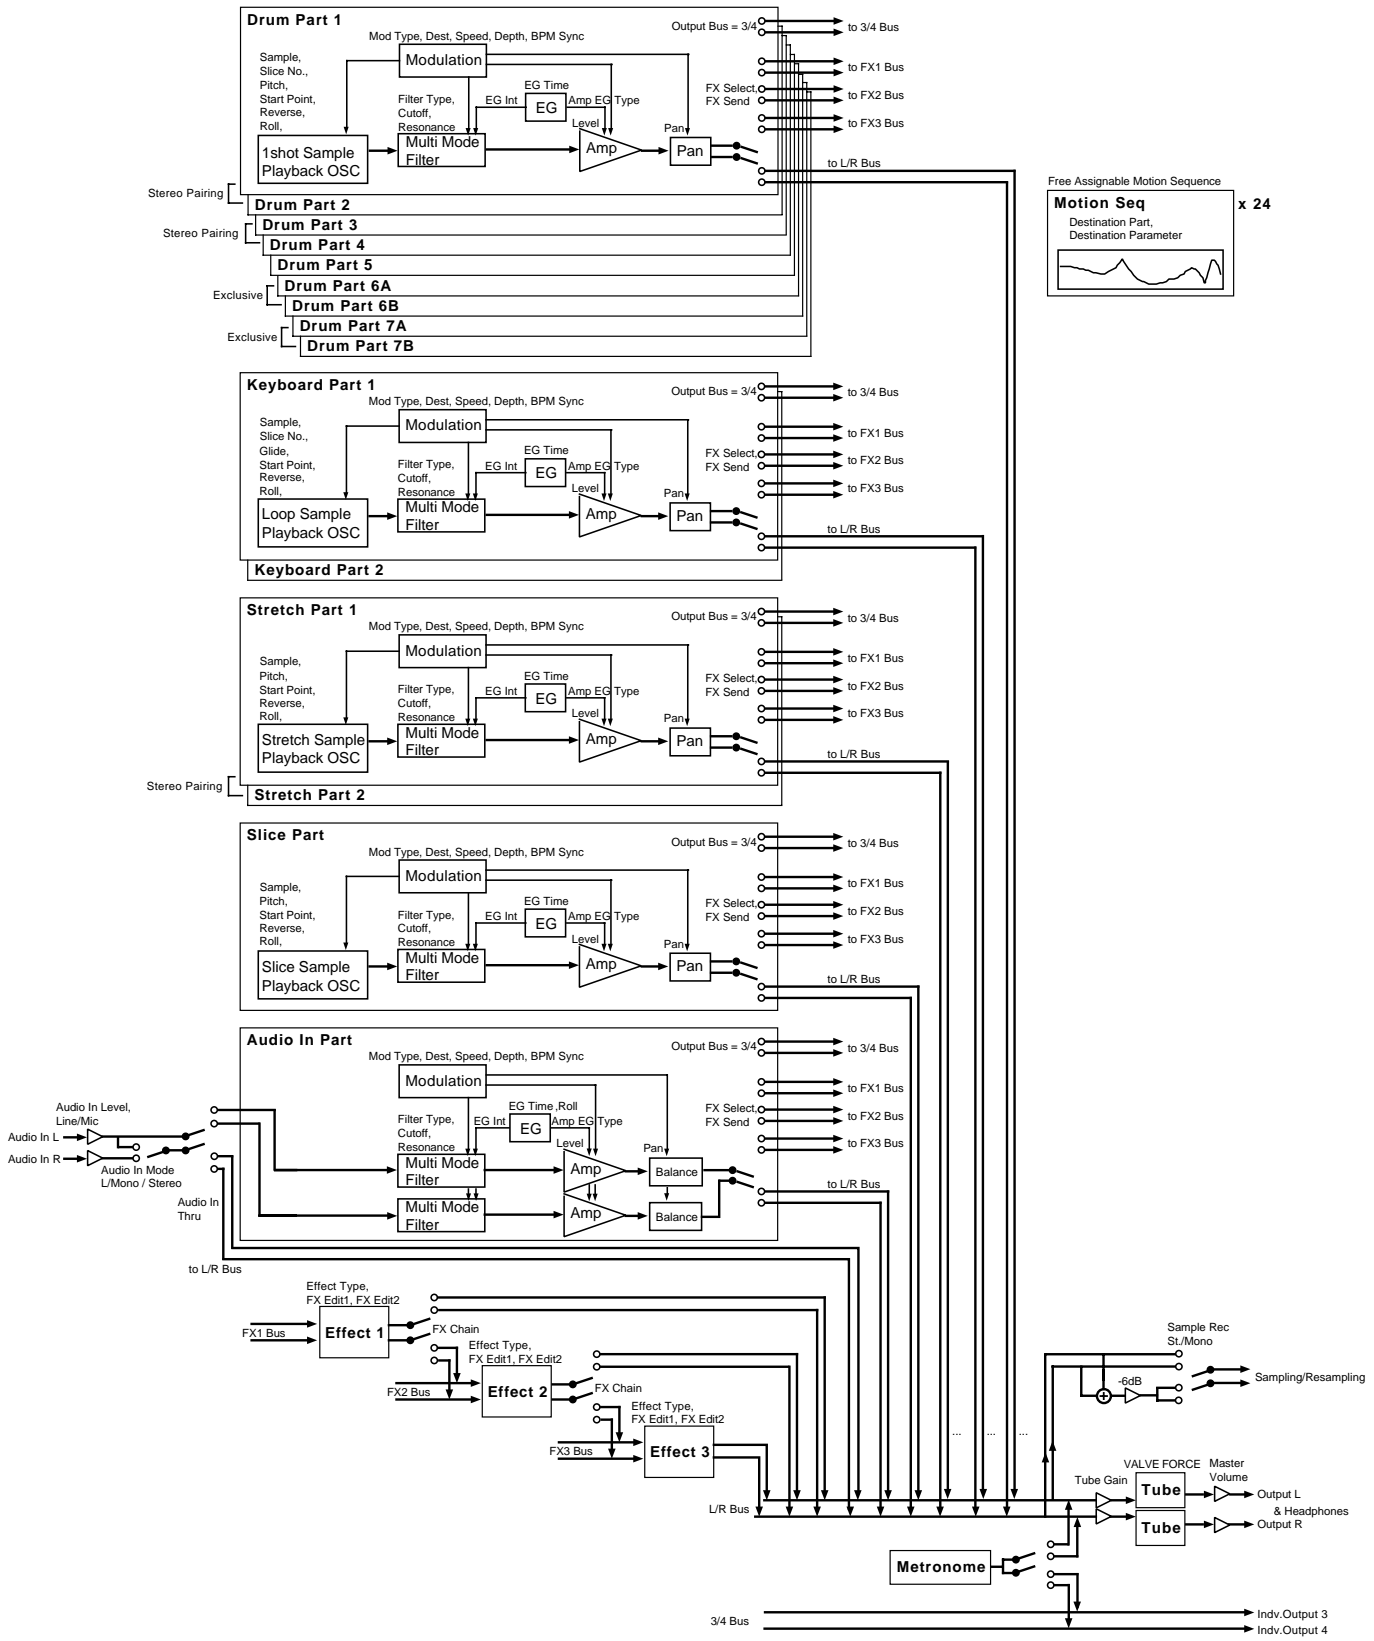 Drum Part 1
Output Bus = 3/4
to 3/4 Bus
Mod Type, Dest, Speed, Depth, BPM Sync
Modulation
Sample,
Slice No.,
Pitch,
Start Point,
Reverse,
Roll,
Filter Type,
Cutoff,
Resonance
EG Time
EG Int
EG
Amp EG Type
Level
Pan
to FX1 Bus
FX Select,
FX Send
to FX2 Bus
to FX3 Bus
1shot Sample
Playback OSC
Multi Mode
Filter
Amp
Pan
to L/R Bus
Stereo Pairing
Drum Part 2
Drum Part 3
Stereo Pairing
Drum Part 4
Drum Part 5
Drum Part 6A
Exclusive
Drum Part 6B
Drum Part 7A
Exclusive
Drum Part 7B
Free Assignable Motion Sequence
Motion Seq
x 24
Destination Part,
Destination Parameter
Keyboard Part 1
Output Bus = 3/4
to 3/4 Bus
Mod Type, Dest, Speed, Depth, BPM Sync
Modulation
Sample,
Slice No.,
Glide,
Start Point,
Reverse,
Roll,
Filter Type,
Cutoff,
Resonance
EG Time
EG Int
EG
Amp EG Type
Level
Pan
to FX1 Bus
FX Select,
FX Send
to FX2 Bus
to FX3 Bus
Loop Sample
Playback OSC
Multi Mode
Filter
Amp
Pan
to L/R Bus
Keyboard Part 2
Stretch Part 1
Output Bus = 3/4
to 3/4 Bus
Mod Type, Dest, Speed, Depth, BPM Sync
Modulation
Sample,
Pitch,
Start Point,
Reverse,
Roll,
Filter Type,
Cutoff,
Resonance
EG Time
EG Int
EG
Amp EG Type
Level
Pan
to FX1 Bus
FX Select,
FX Send
to FX2 Bus
to FX3 Bus
Stretch Sample
Playback OSC
Multi Mode
Filter
Amp
Pan
to L/R Bus
Stereo Pairing
Stretch Part 2
Slice Part
Output Bus = 3/4
to 3/4 Bus
Mod Type, Dest, Speed, Depth, BPM Sync
Modulation
Sample,
Pitch,
Start Point,
Reverse,
Roll,
Filter Type,
Cutoff,
Resonance
EG Time
EG Int
EG
Amp EG Type
Level
Pan
to FX1 Bus
FX Select,
FX Send
to FX2 Bus
to FX3 Bus
Slice Sample
Playback OSC
Multi Mode
Filter
Amp
Pan
to L/R Bus
Audio In Part
Output Bus = 3/4
to 3/4 Bus
Mod Type, Dest, Speed, Depth, BPM Sync
Modulation
Filter Type,
Cutoff,
Resonance
EG Time ,Roll
EG Int
EG
Amp EG Type
Level
Pan
to FX1 Bus
FX Select,
FX Send
to FX2 Bus
to FX3 Bus
Audio In Level,
Line/Mic
Audio In L
Audio In R
Audio In Mode
L/Mono / Stereo
Audio In
Thru
Multi Mode
Filter
Amp
Balance
to L/R Bus
Multi Mode
Filter
Amp
Balance
to L/R Bus
Effect Type,
FX Edit1, FX Edit2
FX1 Bus
Effect 1
FX Chain
Effect Type,
FX Edit1, FX Edit2
FX2 Bus
Effect 2
FX Chain
Effect Type,
FX Edit1, FX Edit2
FX3 Bus
Effect 3
... ... ...
Sample Rec
St./Mono
-6dB
Sampling/Resampling
L/R Bus
Tube Gain
VALVE FORCE
Master
Volume
Tube
Output L
& Headphones
Tube
Output R
Metronome
3/4 Bus
Indv.Output 3
Indv.Output 4